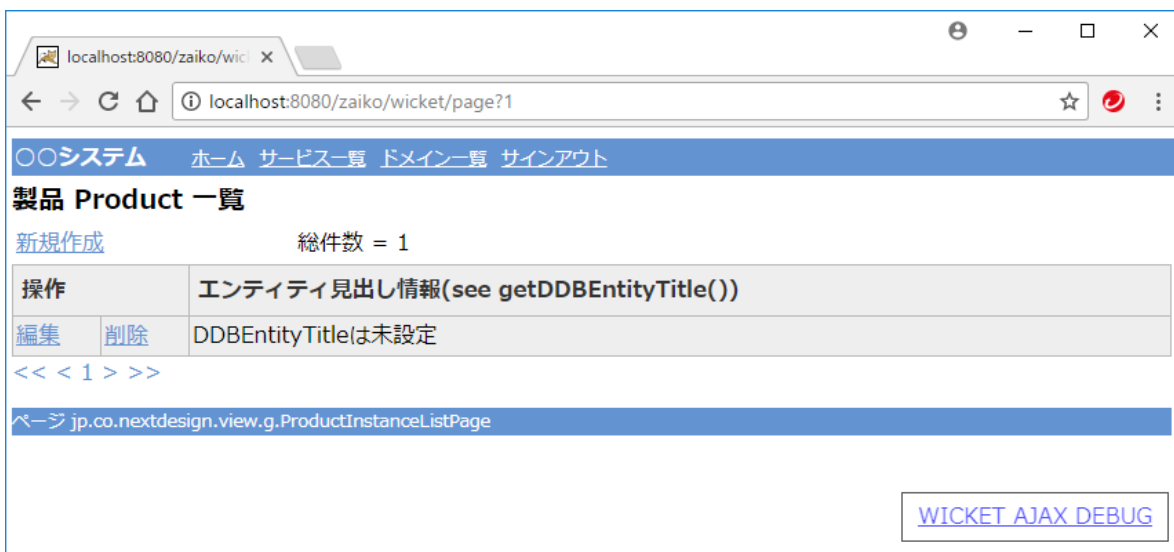 localhost:8080/zaiko/wic
localhost:8080/zaiko/wicket/page?1
○○システム ホーム サービス一覧 ドメイン一覧 サインアウト
製品 Product 一覧
新規作成 総件数 = 1
操作 エンティティ見出し情報(see getDDBEntityTitle())
編集 削除 DDBEntityTitleは未設定
<< < 1 > >>
ページ jp.co.nextdesign.view.g.ProductInstanceListPage
WICKET AJAX DEBUG